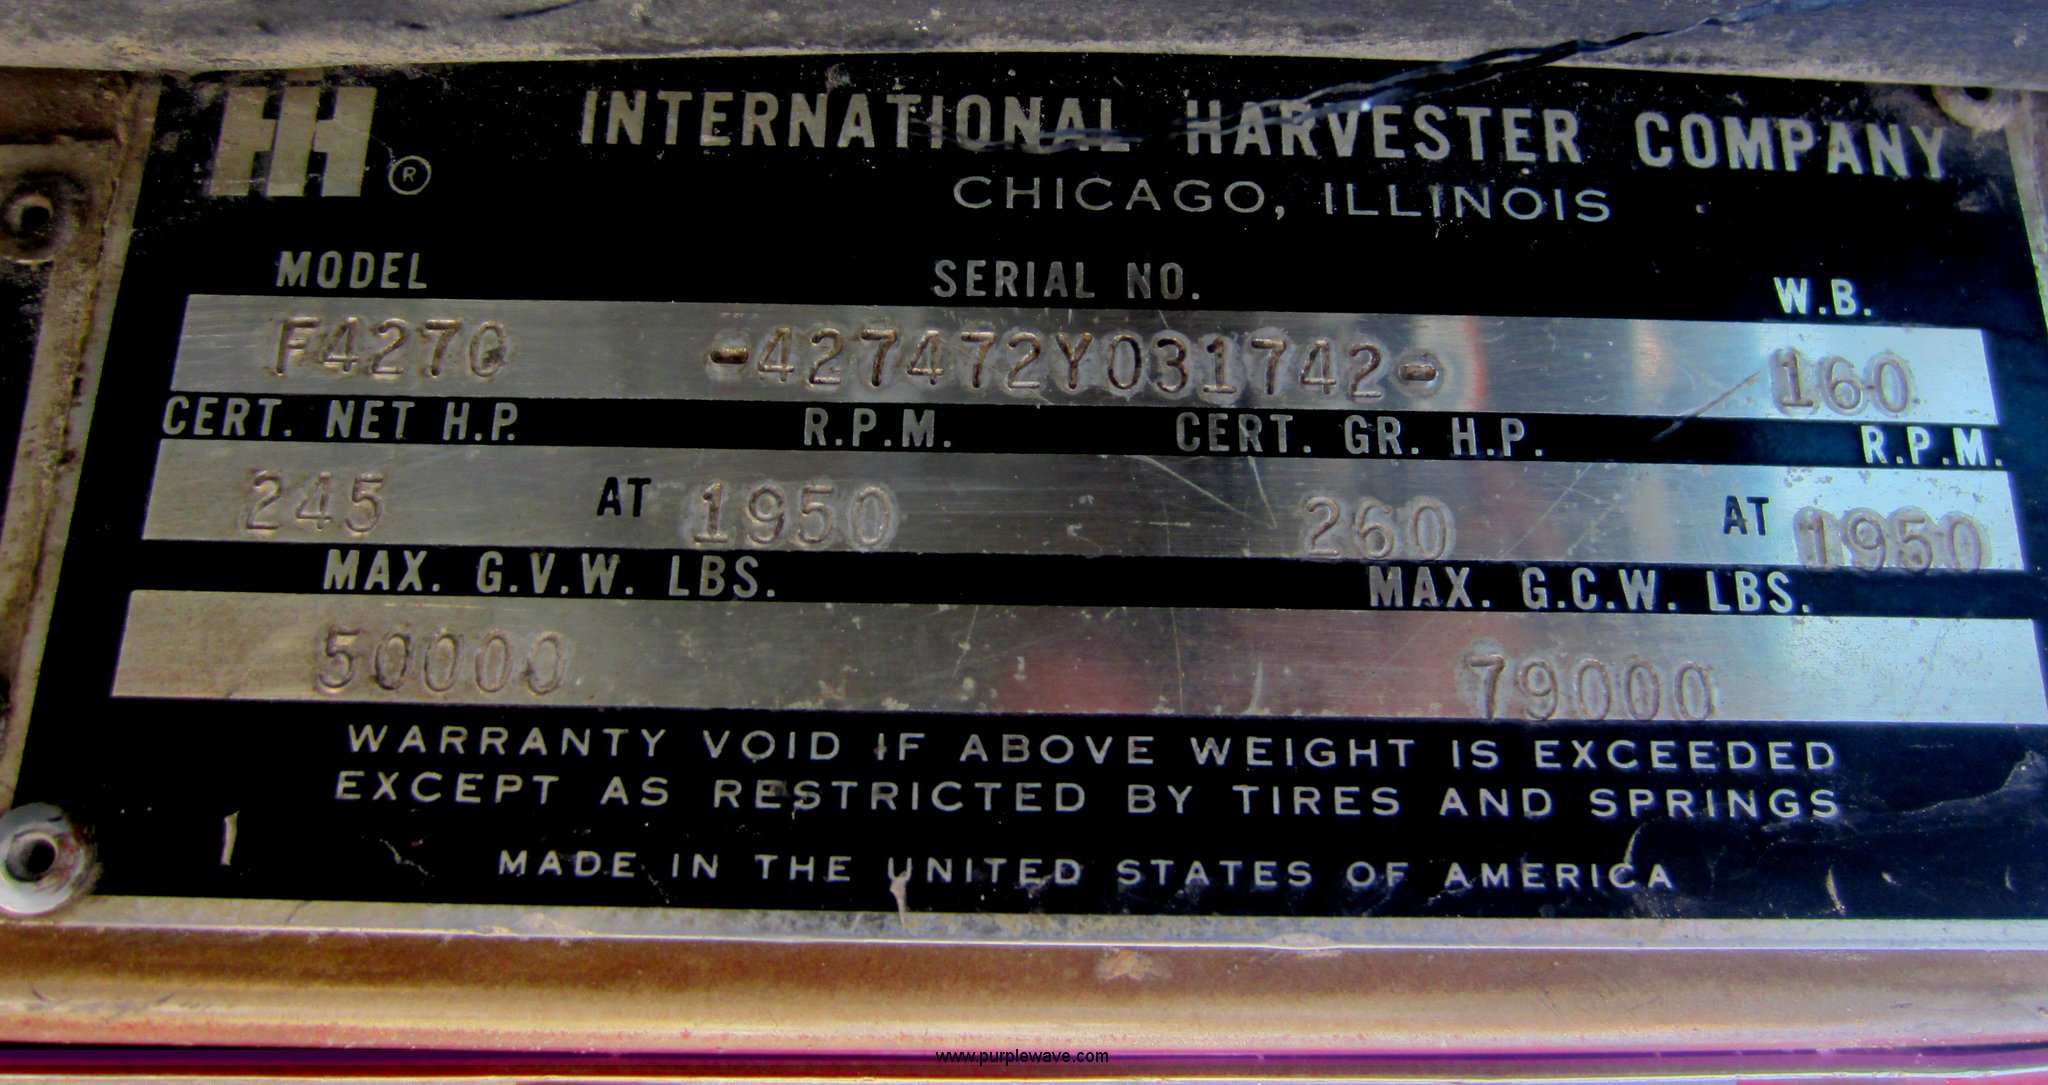 IH ®
INTERNATIONAL HARVESTER COMPANY
CHICAGO, ILLINOIS
MODEL SERIAL NO. W.B.
F4270 -427472Y031742- 160
CERT. NET H.P. R.P.M. CERT. GR. H.P. R.P.M.
245 AT 1950 260 AT 1950
MAX. G.V.W. LBS. MAX. G.C.W. LBS.
50000 79000
WARRANTY VOID IF ABOVE WEIGHT IS EXCEEDED
EXCEPT AS RESTRICTED BY TIRES AND SPRINGS
MADE IN THE UNITED STATES OF AMERICA
www.purplewave.com